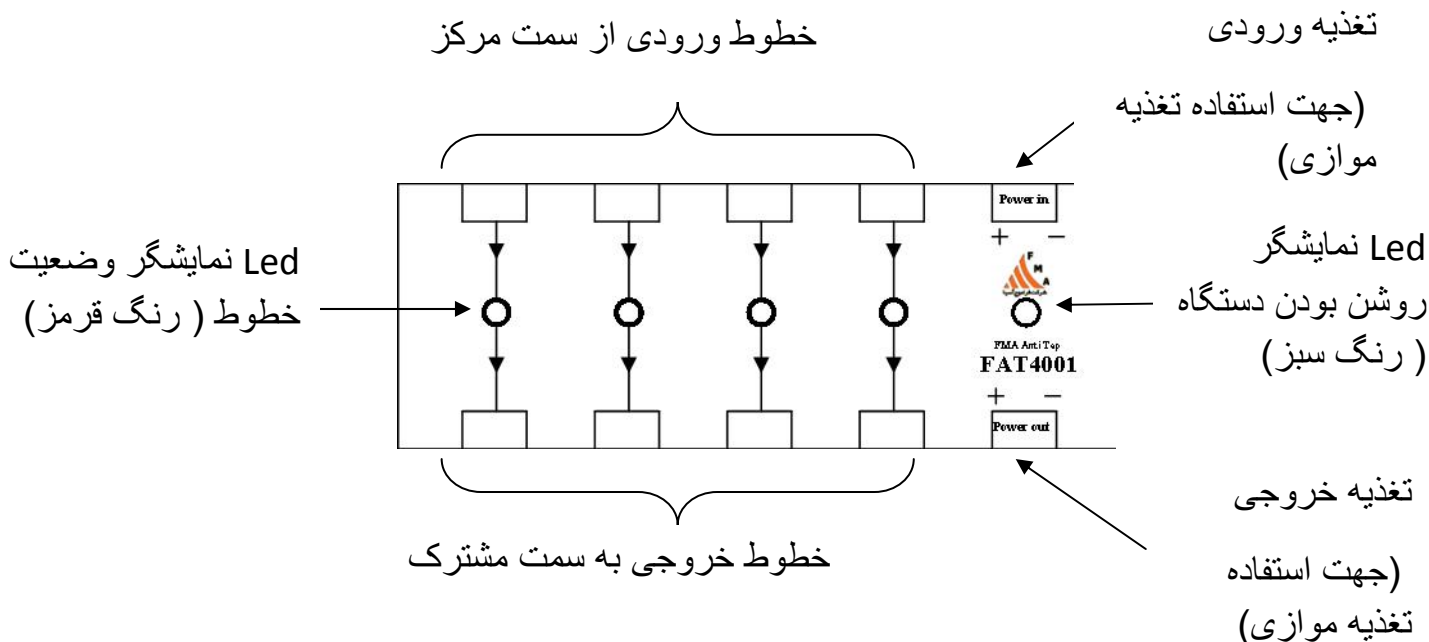 خطوط ورودی از سمت مرکز
تغذیه ورودی
(جهت استفاده تغذیه
موازی)
Power in
+ −
F
M
A
Led نمایشگر
روشن بودن دستگاه
( رنگ سبز)
Led نمایشگر وضعیت
خطوط ( رنگ قرمز)
FMA Anti Tap
FAT4001
+ −
Power out
خطوط خروجی به سمت مشترک
تغذیه خروجی
(جهت استفاده
تغذیه موازی)